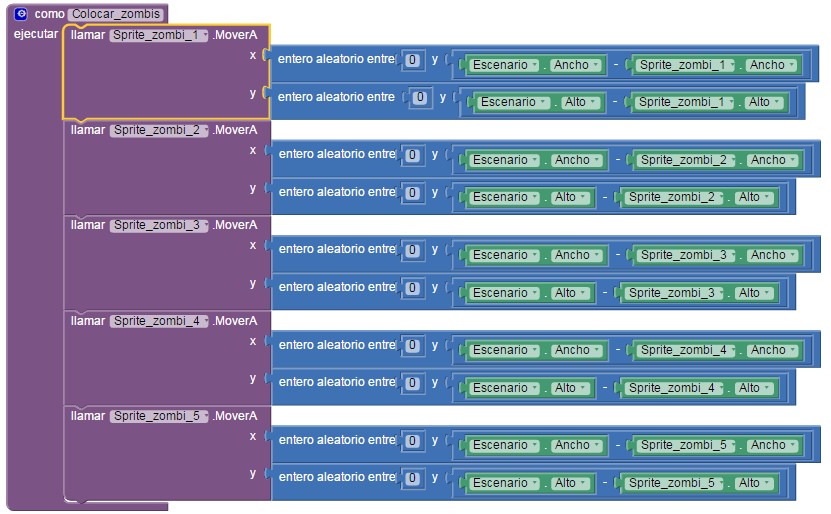 como Colocar_zombis
ejecutar llamar Sprite_zombi_1 .MoverA
x entero aleatorio entre 0 y Escenario . Ancho - Sprite_zombi_1 . Ancho
y entero aleatorio entre 0 y Escenario . Alto - Sprite_zombi_1 . Alto
llamar Sprite_zombi_2 .MoverA
x entero aleatorio entre 0 y Escenario . Ancho - Sprite_zombi_2 . Ancho
y entero aleatorio entre 0 y Escenario . Alto - Sprite_zombi_2 . Alto
llamar Sprite_zombi_3 .MoverA
x entero aleatorio entre 0 y Escenario . Ancho - Sprite_zombi_3 . Ancho
y entero aleatorio entre 0 y Escenario . Alto - Sprite_zombi_3 . Alto
llamar Sprite_zombi_4 .MoverA
x entero aleatorio entre 0 y Escenario . Ancho - Sprite_zombi_4 . Ancho
y entero aleatorio entre 0 y Escenario . Alto - Sprite_zombi_4 . Alto
llamar Sprite_zombi_5 .MoverA
x entero aleatorio entre 0 y Escenario . Ancho - Sprite_zombi_5 . Ancho
y entero aleatorio entre 0 y Escenario . Alto - Sprite_zombi_5 . Alto